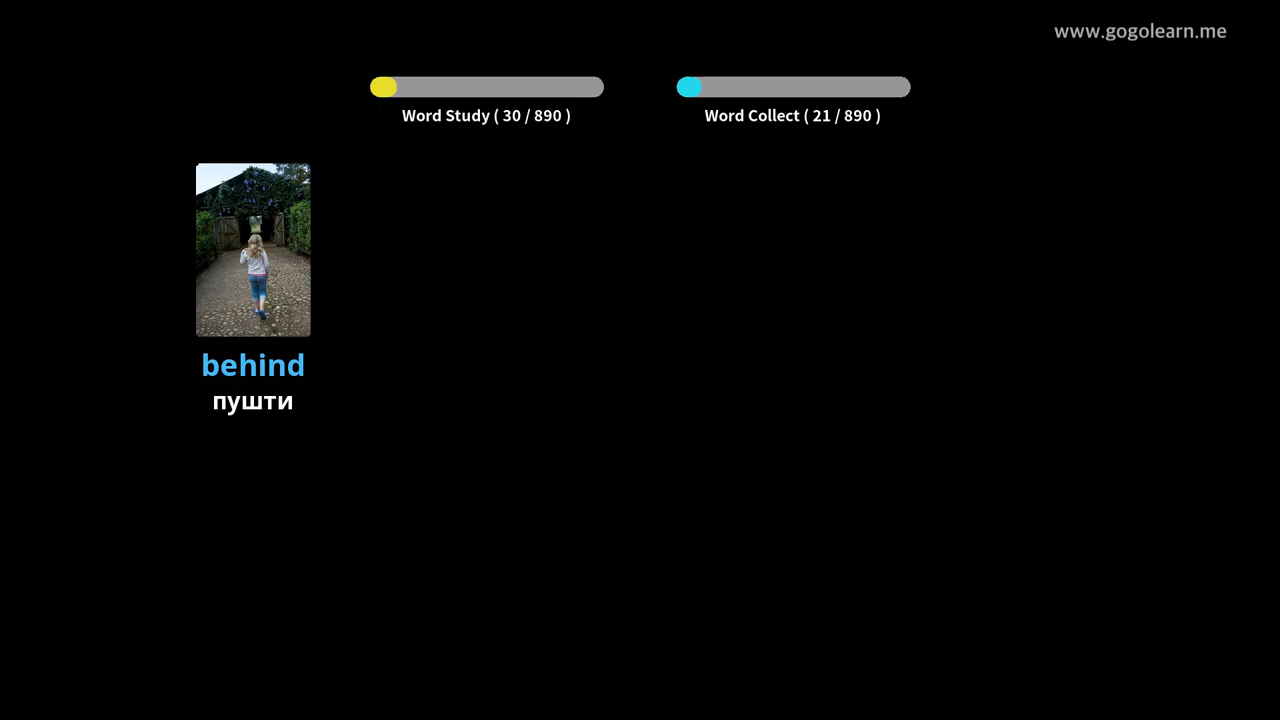 www.gogolearn.me
Word Study ( 30 / 890 )
Word Collect ( 21 / 890 )
behind
пушти